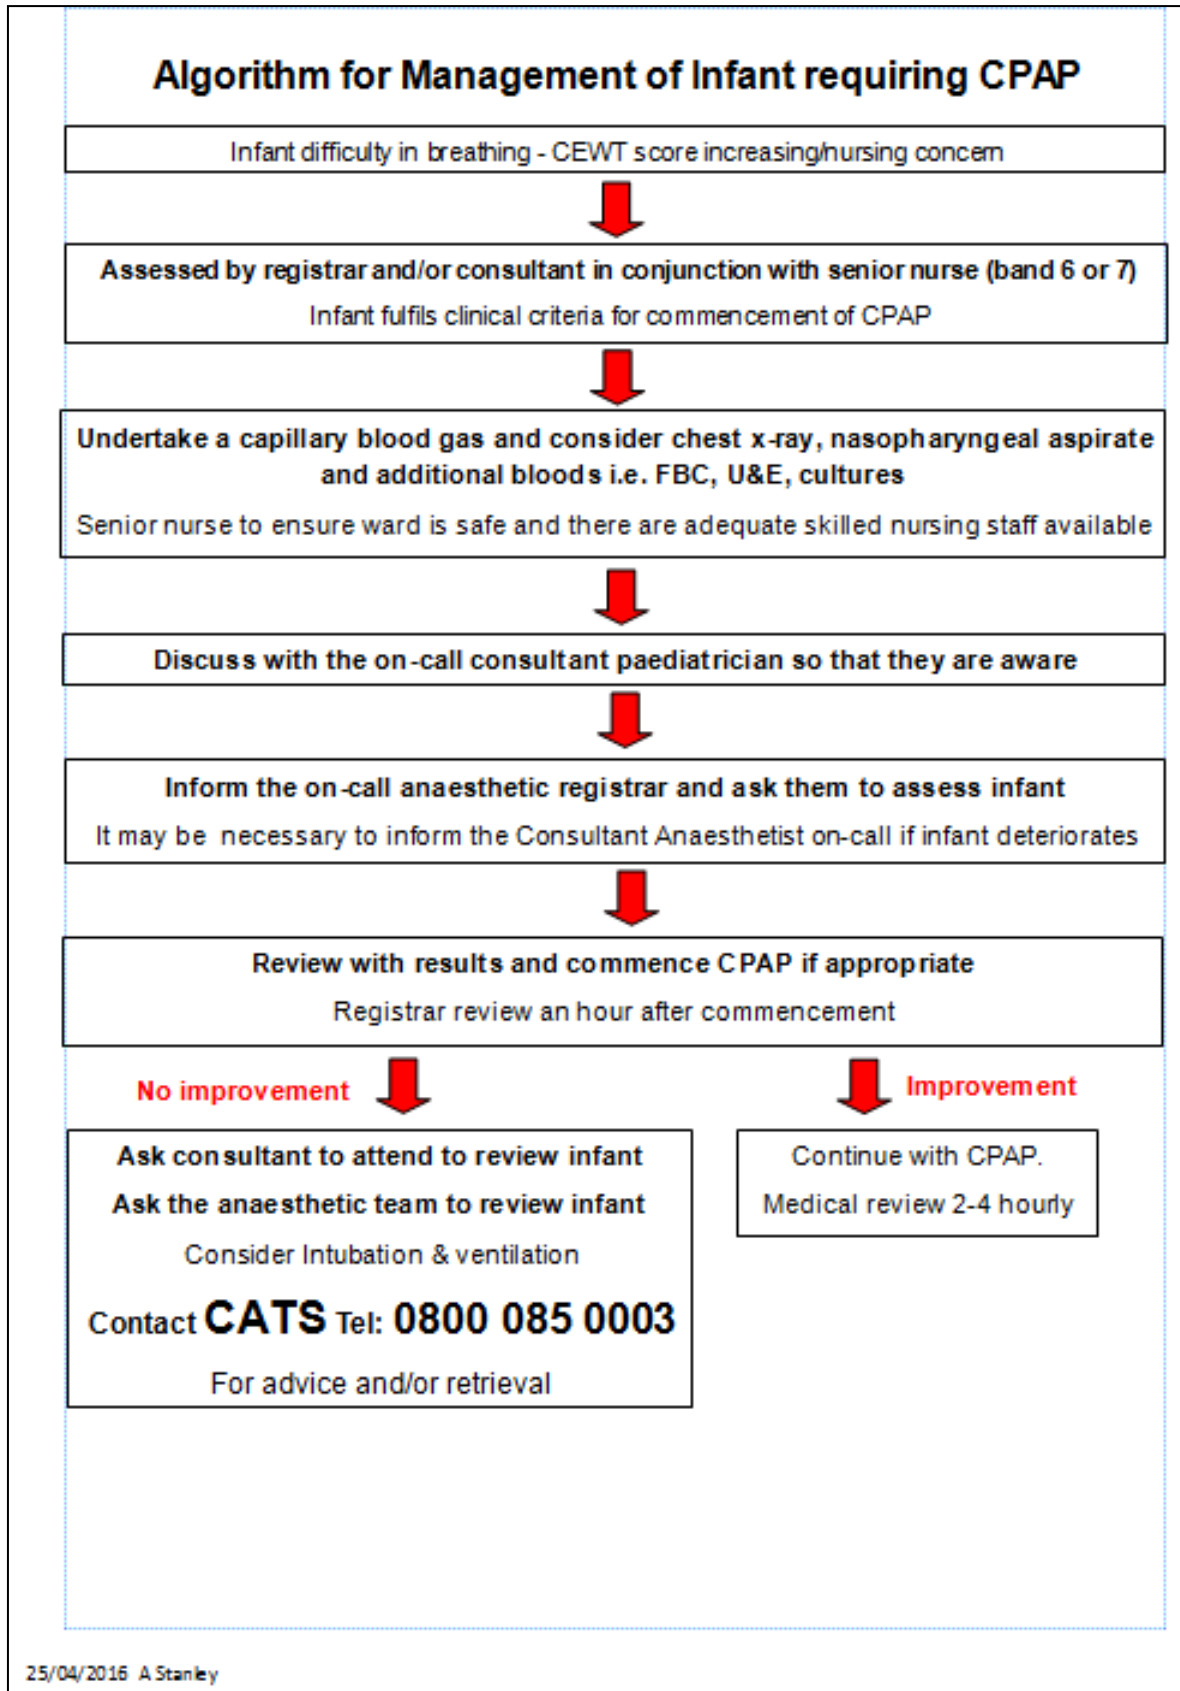 Algorithm for Management of Infant requiring CPAP
Infant difficulty in breathing - CEWT score increasing/nursing concern
Assessed by registrar and/or consultant in conjunction with senior nurse (band 6 or 7)
Infant fulfils clinical criteria for commencement of CPAP
Undertake a capillary blood gas and consider chest x-ray, nasopharyngeal aspirate
and additional bloods i.e. FBC, U&E, cultures
Senior nurse to ensure ward is safe and there are adequate skilled nursing staff available
Discuss with the on-call consultant paediatrician so that they are aware
Inform the on-call anaesthetic registrar and ask them to assess infant
It may be necessary to inform the Consultant Anaesthetist on-call if infant deteriorates
Review with results and commence CPAP if appropriate
Registrar review an hour after commencement
No improvement
Improvement
Ask consultant to attend to review infant
Ask the anaesthetic team to review infant
Consider Intubation & ventilation
Contact CATS Tel: 0800 085 0003
For advice and/or retrieval
Continue with CPAP.
Medical review 2-4 hourly
25/04/2016 A Stanley